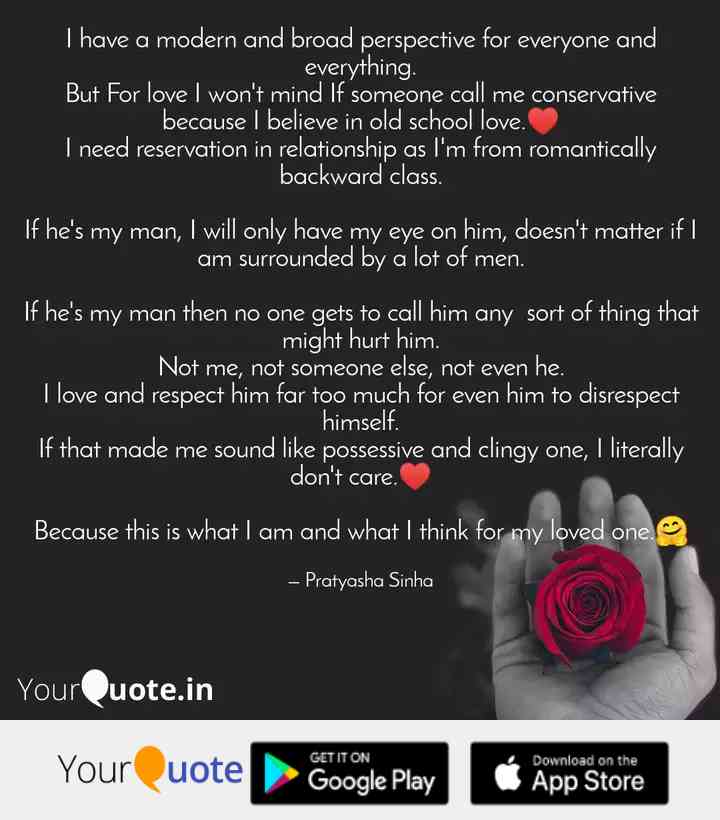 I have a modern and broad perspective for everyone and
everything.
But For love I won't mind If someone call me conservative
because I believe in old school love.❤️
I need reservation in relationship as I'm from romantically
backward class.
If he's my man, I will only have my eye on him, doesn't matter if I
am surrounded by a lot of men.
If he's my man then no one gets to call him any sort of thing that
might hurt him.
Not me, not someone else, not even he.
I love and respect him far too much for even him to disrespect
himself.
If that made me sound like possessive and clingy one, I literally
don't care.❤️
Because this is what I am and what I think for my loved one.🤗
– Pratyasha Sinha
YourQuote.in
YourQuote
GET IT ON
Google Play
Download on the
App Store